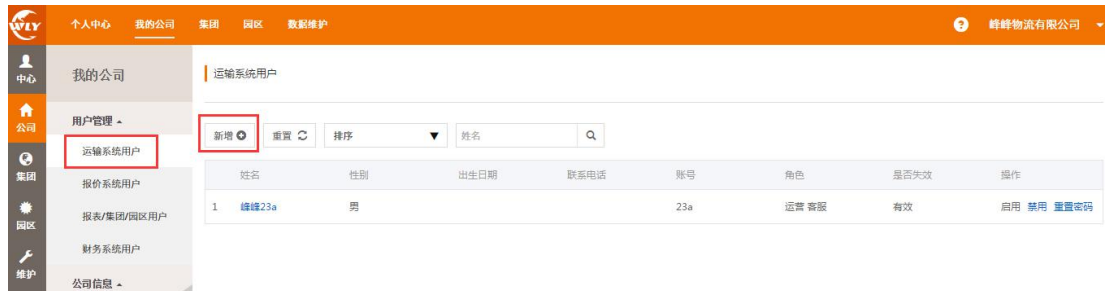 WLY 个人中心 我的公司 集团 园区 数据维护 ? 峰峰物流有限公司
中心
公司
集团
园区
维护
我的公司
用户管理
运输系统用户
报价系统用户
报表/集团/园区用户
财务系统用户
公司信息
运输系统用户
新增 重置 排序 姓名
姓名 性别 出生日期 联系电话 账号 角色 是否失效 操作
1 峰峰23a 男 23a 运营 客服 有效 启用 禁用 重置密码